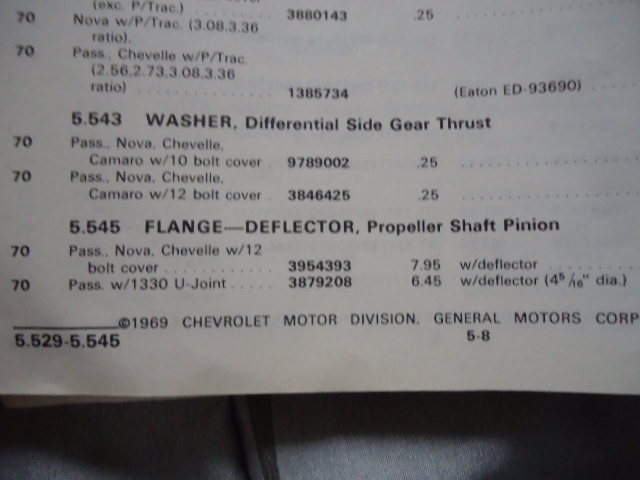 (exc. P/Trac.)
70 Nova w/P/Trac. (3.08,3.36 3880143 .25
ratio).
70 Pass., Chevelle w/P/Trac.
(2.56,2.73,3.08,3.36
ratio) . . . . . . . . . . . . 1385734 (Eaton ED-93690) . . . . .
5.543 WASHER, Differential Side Gear Thrust
70 Pass., Nova, Chevelle,
Camaro w/10 bolt cover . 9789002 .25 . . . . . . . . . . . . . .
70 Pass., Nova, Chevelle,
Camaro w/12 bolt cover . 3846425 .25 . . . . . . . . . . . . . .
5.545 FLANGE—DEFLECTOR, Propeller Shaft Pinion
70 Pass., Nova, Chevelle w/12
bolt cover . . . . . . . . . . 3954393 7.95 w/deflector . . . . . . . .
70 Pass. w/1330 U-Joint . . . . . 3879208 6.45 w/deflector (4 5/16" dia.)
©1969 CHEVROLET MOTOR DIVISION, GENERAL MOTORS CORP
5.529-5.545 5-8